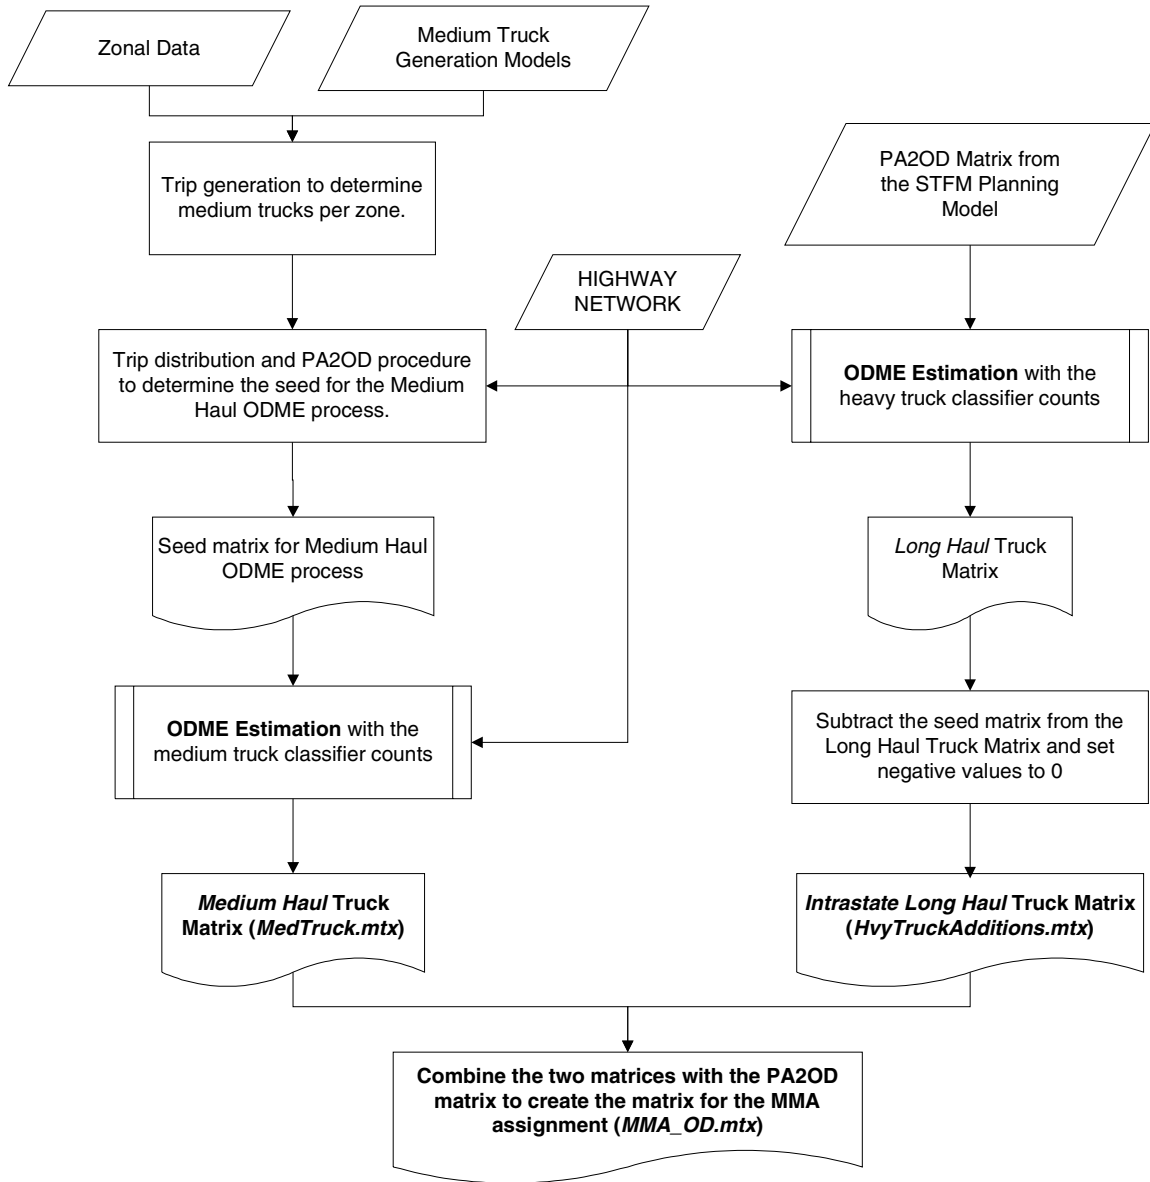 Zonal Data
Medium Truck
Generation Models
Trip generation to determine
medium trucks per zone.
PA2OD Matrix from
the STFM Planning
Model
HIGHWAY
NETWORK
Trip distribution and PA2OD procedure
to determine the seed for the Medium
Haul ODME process.
ODME Estimation with the
heavy truck classifier counts
Seed matrix for Medium Haul
ODME process
Long Haul Truck
Matrix
ODME Estimation with the
medium truck classifier counts
Subtract the seed matrix from the
Long Haul Truck Matrix and set
negative values to 0
Medium Haul Truck
Matrix (MedTruck.mtx)
Intrastate Long Haul Truck Matrix
(HvyTruckAdditions.mtx)
Combine the two matrices with the PA2OD
matrix to create the matrix for the MMA
assignment (MMA_OD.mtx)